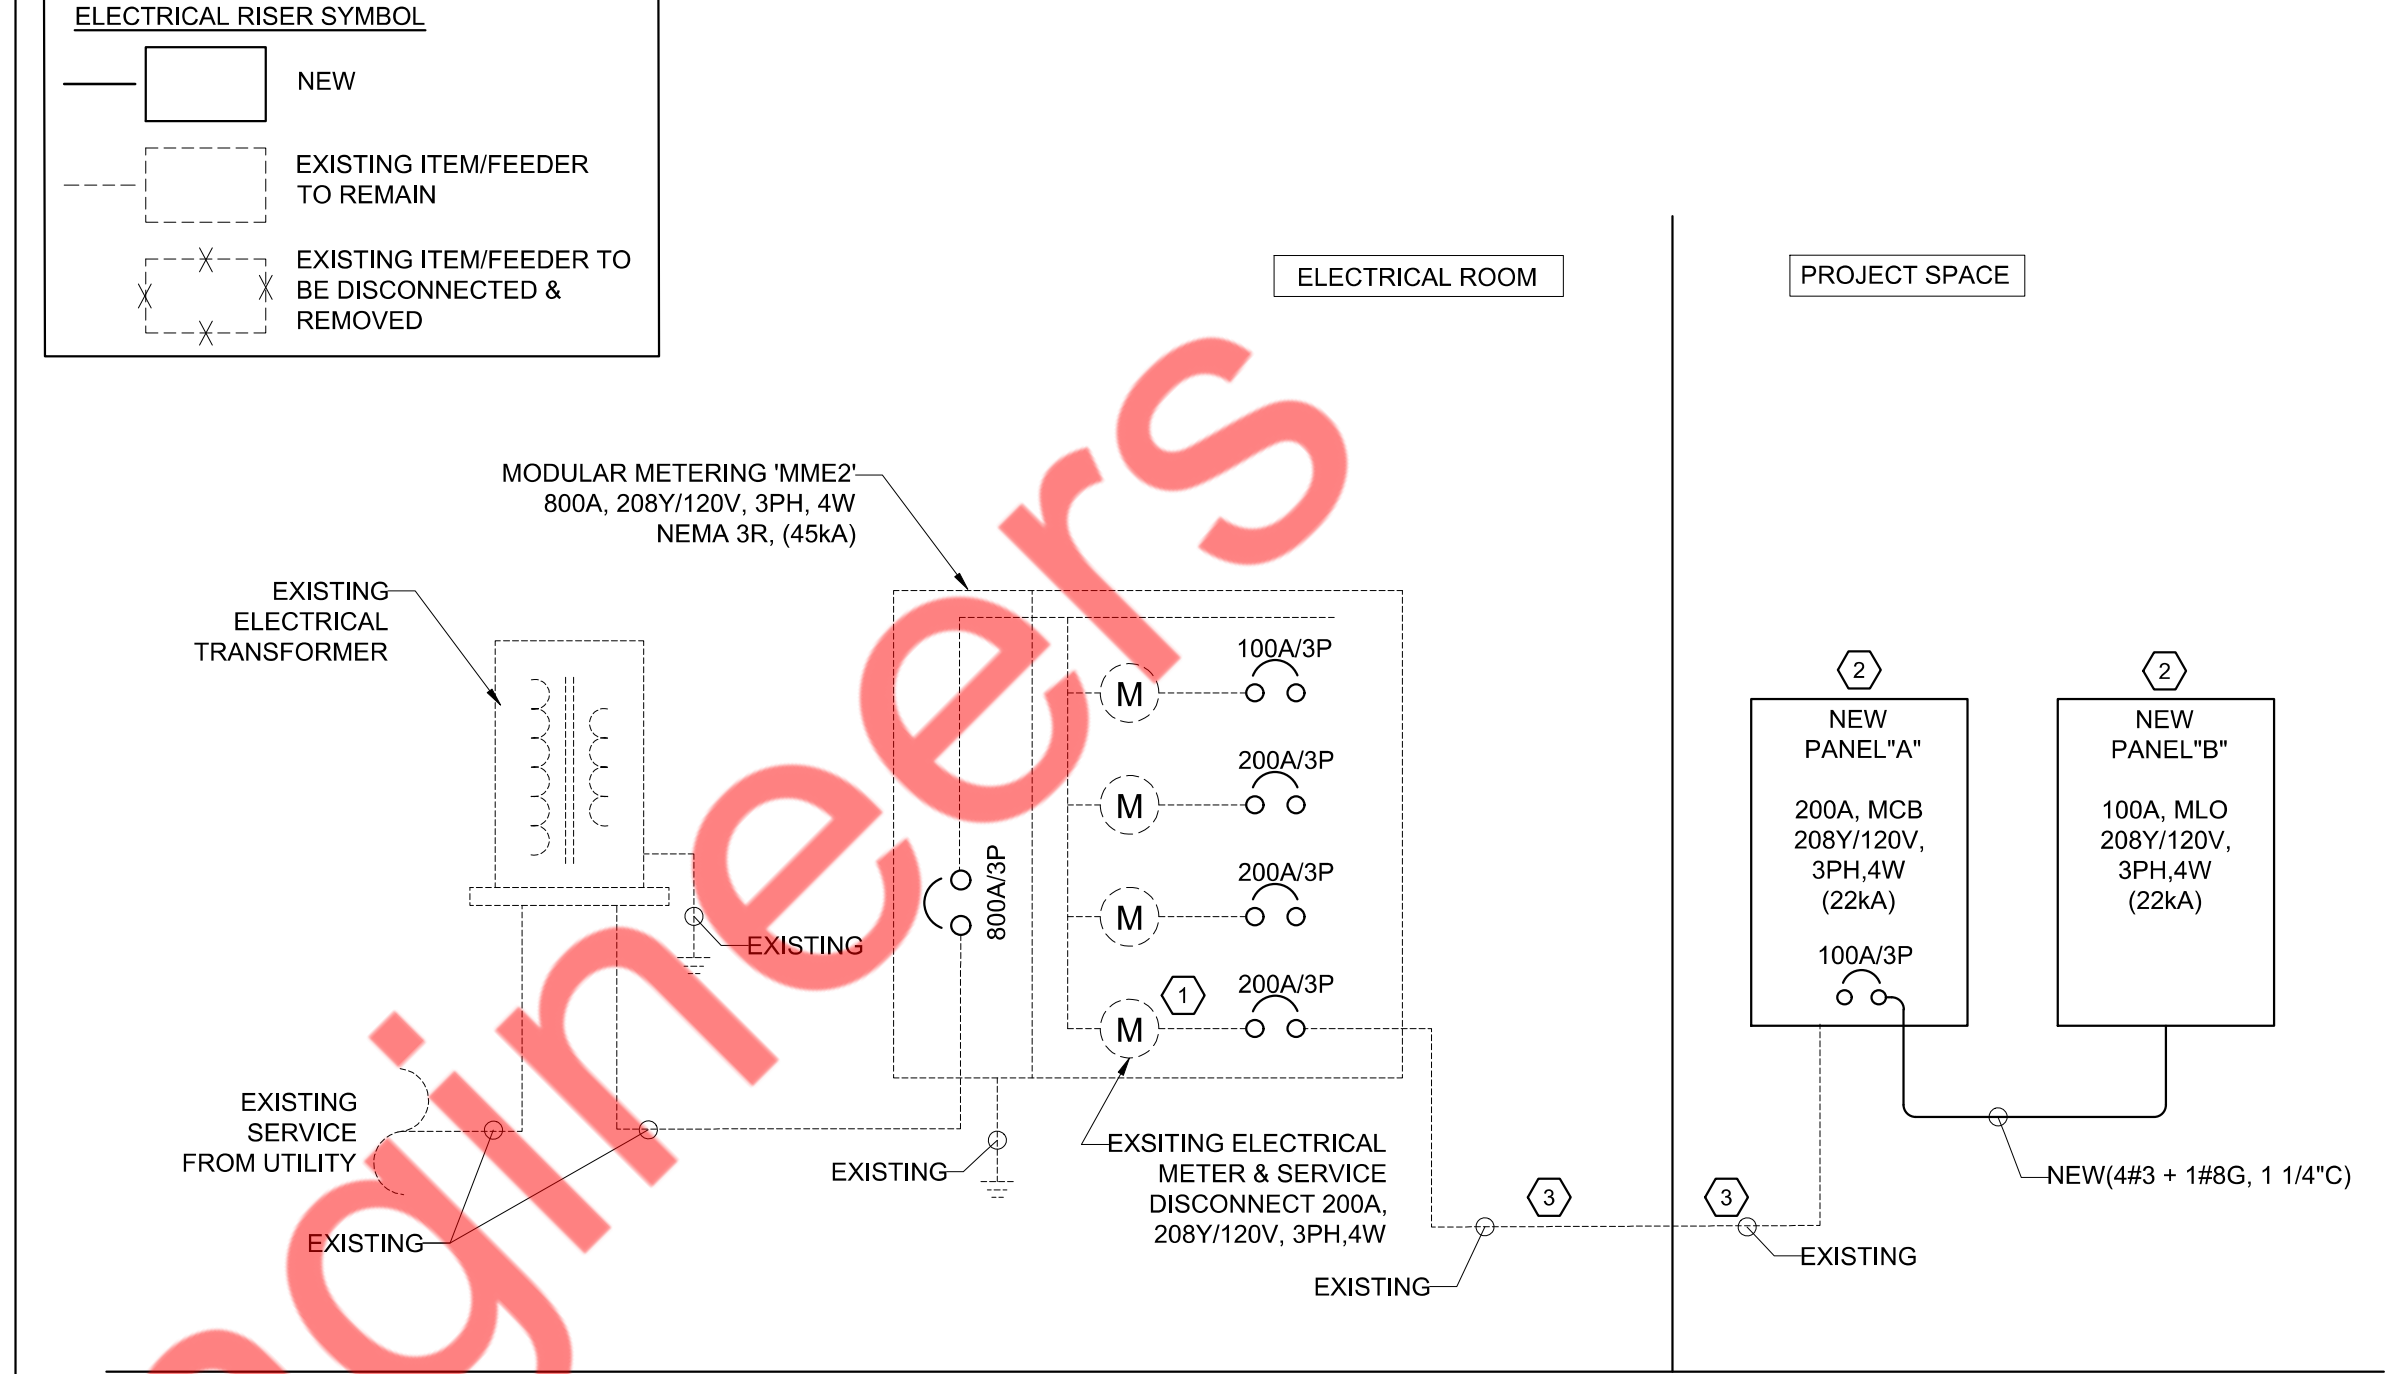 ELECTRICAL RISER SYMBOL
NEW
EXISTING ITEM/FEEDER
TO REMAIN
EXISTING ITEM/FEEDER TO
BE DISCONNECTED &
REMOVED
ELECTRICAL ROOM
PROJECT SPACE
MODULAR METERING 'MME2'
800A, 208Y/120V, 3PH, 4W
NEMA 3R, (45kA)
EXISTING
ELECTRICAL
TRANSFORMER
EXISTING
EXISTING
SERVICE
FROM UTILITY
EXISTING
800A/3P
EXISTING
100A/3P
M
200A/3P
M
200A/3P
M
1
200A/3P
M
EXSITING ELECTRICAL
METER & SERVICE
DISCONNECT 200A,
208Y/120V, 3PH,4W
EXISTING
3
3
EXISTING
2
NEW
PANEL"A"
200A, MCB
208Y/120V,
3PH,4W
(22kA)
100A/3P
2
NEW
PANEL"B"
100A, MLO
208Y/120V,
3PH,4W
(22kA)
NEW(4#3 + 1#8G, 1 1/4"C)
gineers